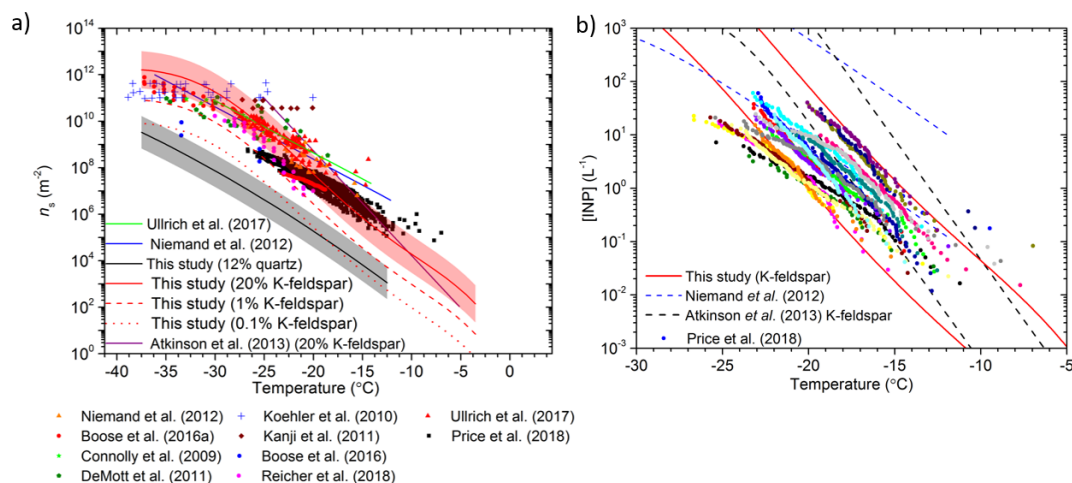 a)
10^14
10^12
10^10
10^8
10^6
10^4
10^2
10^0
n_s (m^-2)
Ullrich et al. (2017)
Niemand et al. (2012)
This study (12% quartz)
This study (20% K-feldspar)
This study (1% K-feldspar)
This study (0.1% K-feldspar)
Atkinson et al. (2013) (20% K-feldspar)
-40 -35 -30 -25 -20 -15 -10 -5 0
Temperature (°C)
Niemand et al. (2012) Koehler et al. (2010) Ullrich et al. (2017)
Boose et al. (2016a) Kanji et al. (2011) Price et al. (2018)
Connolly et al. (2009) Boose et al. (2016)
DeMott et al. (2011) Reicher et al. (2018)
b)
10^3
10^2
10^1
10^0
10^-1
10^-2
10^-3
[INP] (L^-1)
This study (K-feldspar)
Niemand et al. (2012)
Atkinson et al. (2013) K-feldspar
Price et al. (2018)
-30 -25 -20 -15 -10 -5
Temperature (°C)